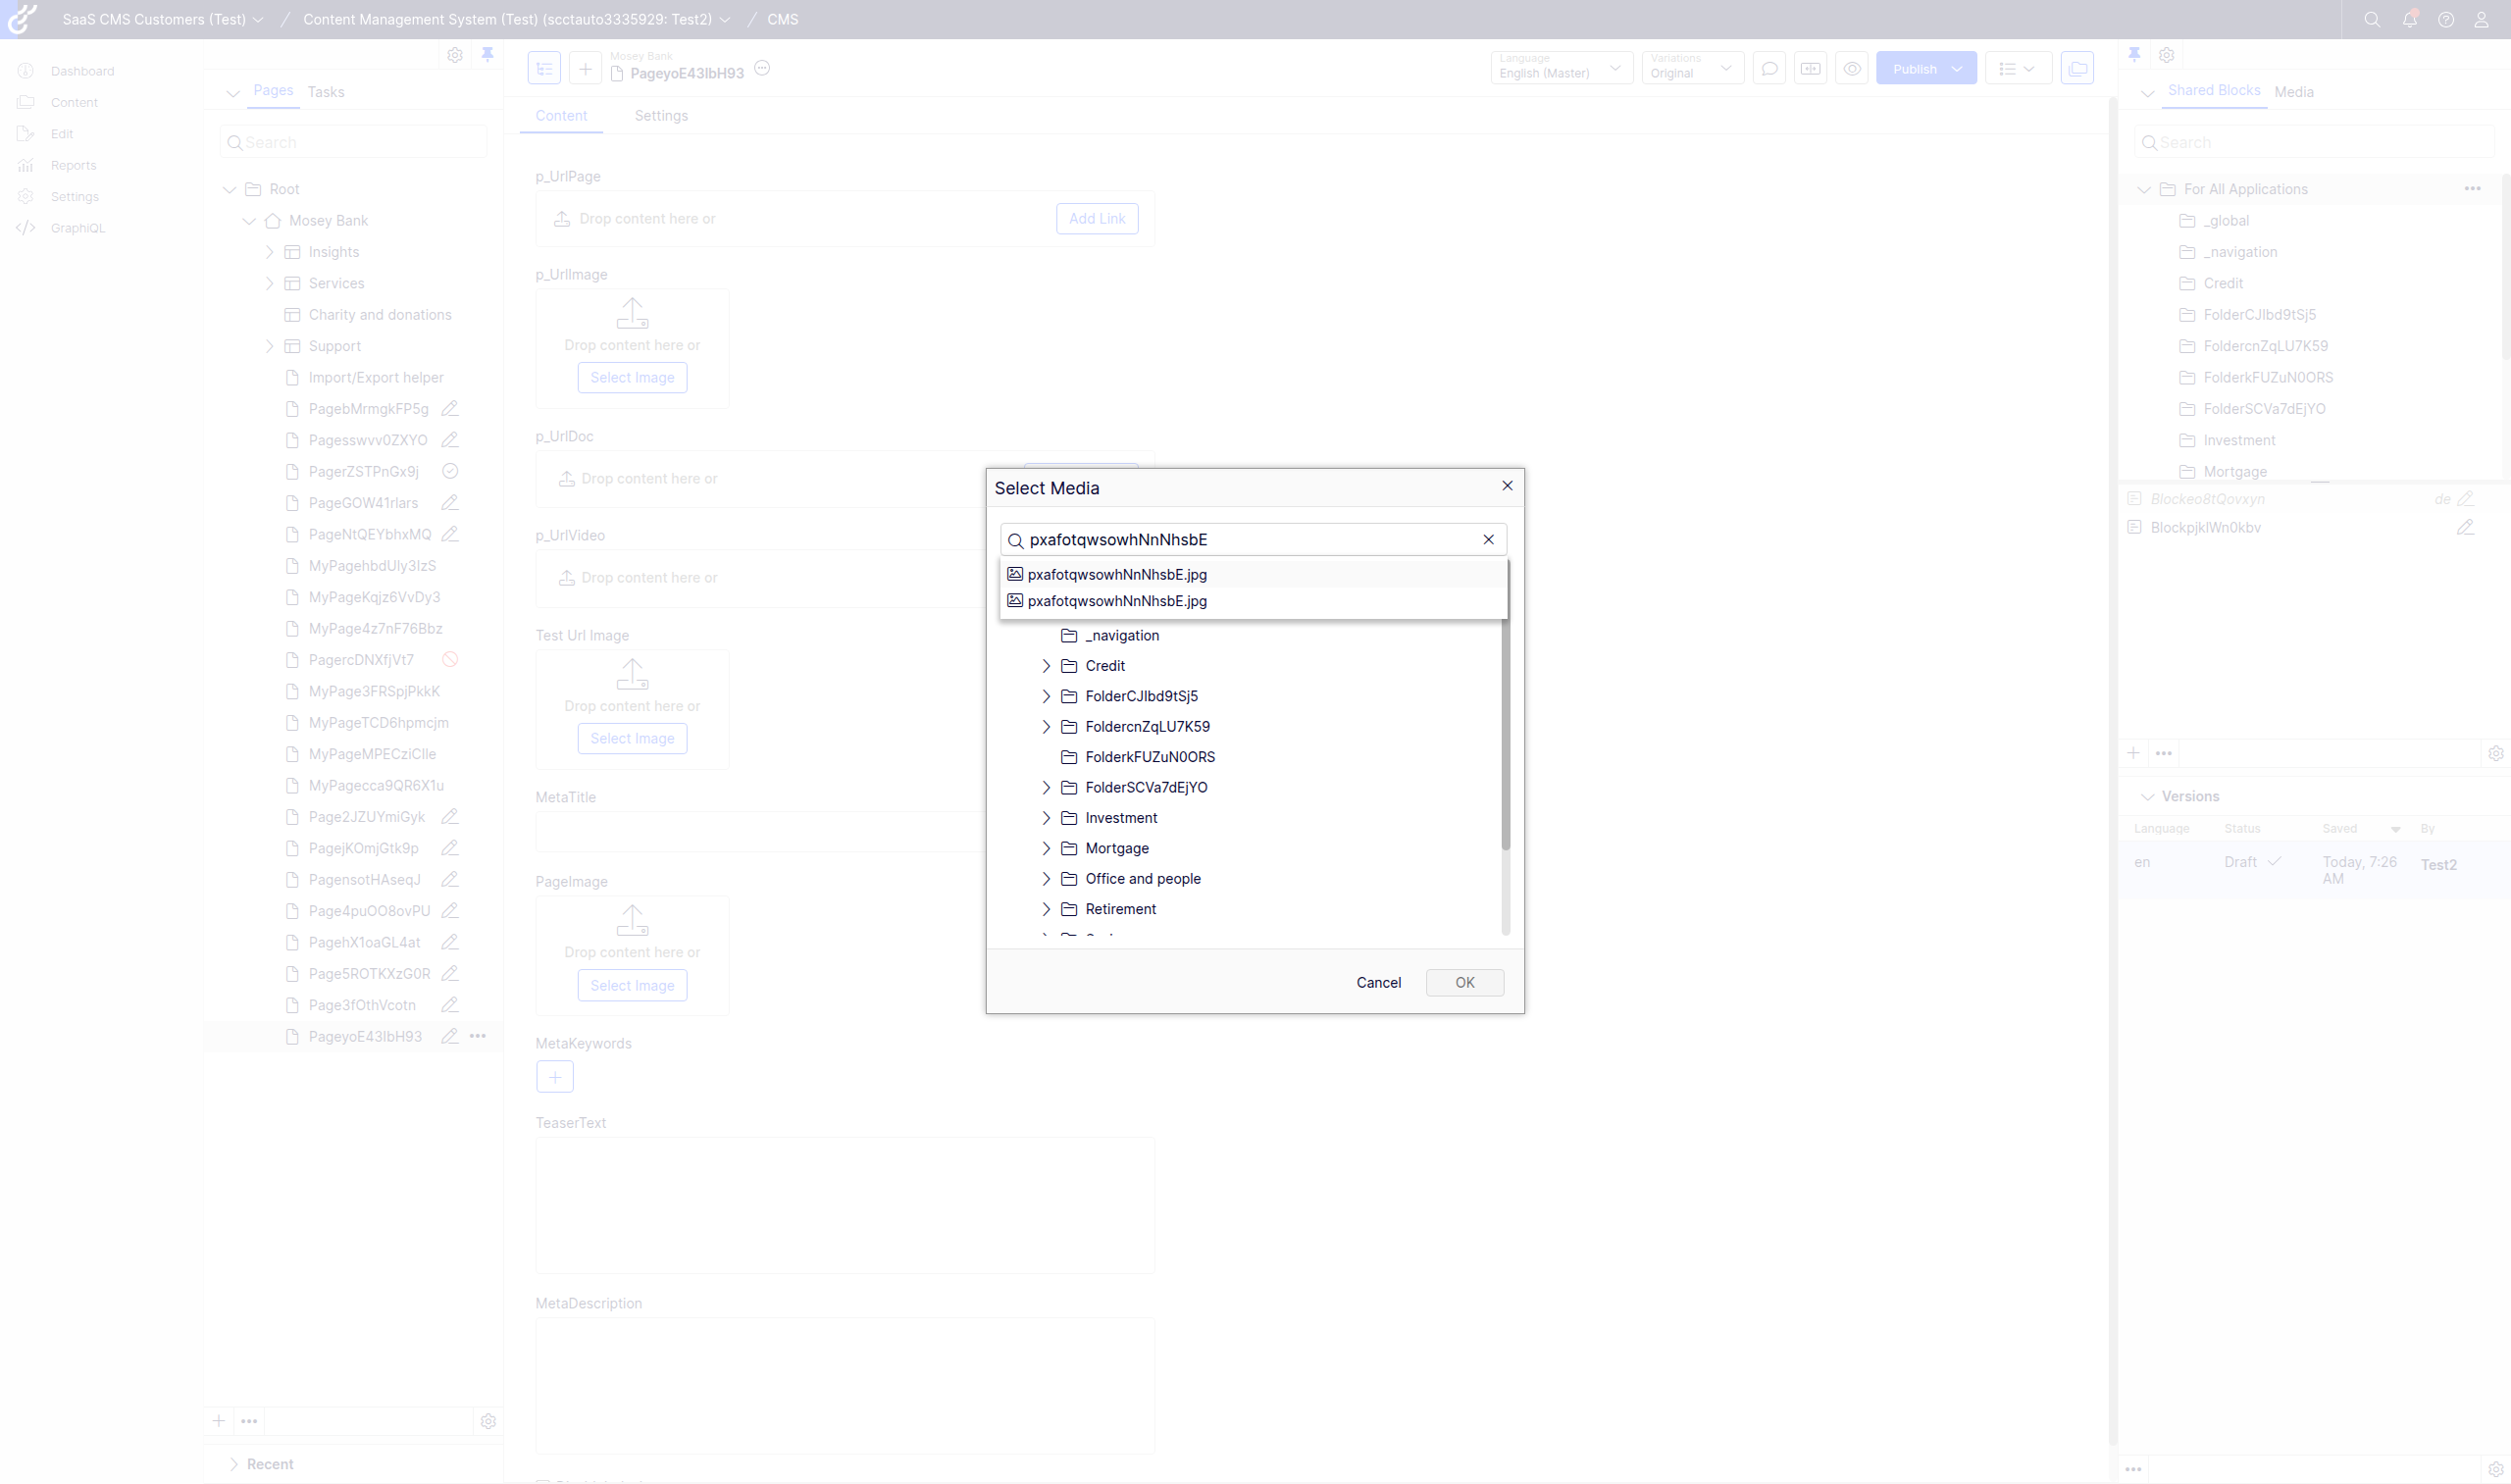 SaaS CMS Customers (Test) / Content Management System (Test) (scctauto3335929: Test2) / CMS
Dashboard
Content
Edit
Reports
Settings
GraphiQL
Pages Tasks
Search
Root
Mosey Bank
Insights
Services
Charity and donations
Support
Import/Export helper
PagebMrmgkFP5g
Pagesswvv0ZXYO
PagerZSTPnGx9j
PageGOW41rlars
PageNtQEYbhxMQ
MyPagehbdUly3IzS
MyPageKqjz6VvDy3
MyPage4z7nF76Bbz
PagercDNXfjVt7
MyPage3FRSpjPkkK
MyPageTCD6hpmcjm
MyPageMPECziCIle
MyPagecca9QR6X1u
Page2JZUYmiGyk
PagejKOmjGtk9p
PagensotHAseqJ
Page4puOO8ovPU
PagehX1oaGL4at
Page5ROTKXzG0R
Page3fOthVcotn
PageyoE43IbH93
Recent
Mosey Bank
PageyoE43IbH93
Language
English (Master)
Variations
Original
Publish
Content Settings
p_UrlPage
Drop content here or Add Link
p_UrlImage
Drop content here or
Select Image
p_UrlDoc
Drop content here or
p_UrlVideo
Drop content here or
Test Url Image
Drop content here or
Select Image
MetaTitle
PageImage
Drop content here or
Select Image
MetaKeywords
TeaserText
MetaDescription
Select Media
pxafotqwsowhNnNhsbE
pxafotqwsowhNnNhsbE.jpg
pxafotqwsowhNnNhsbE.jpg
_navigation
Credit
FolderCJIbd9tSj5
FoldercnZqLU7K59
FolderkFUZuN0ORS
FolderSCVa7dEjYO
Investment
Mortgage
Office and people
Retirement
Cancel OK
Shared Blocks Media
Search
For All Applications
_global
_navigation
Credit
FolderCJIbd9tSj5
FoldercnZqLU7K59
FolderkFUZuN0ORS
FolderSCVa7dEjYO
Investment
Mortgage
Blockeo8tQovxyn de
BlockpjklWn0kbv
Versions
Language Status Saved By
en Draft Today, 7:26 AM Test2